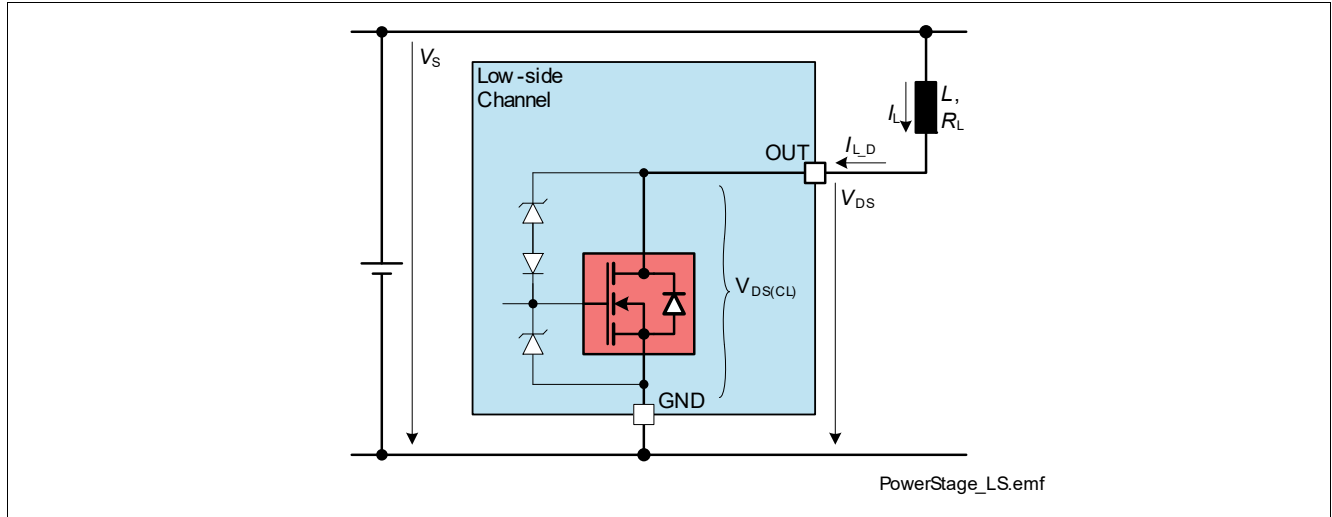 VS
Low-side
Channel
L,
IL
RL
IL_D
OUT
VDS
VDS(CL)
GND
PowerStage_LS.emf